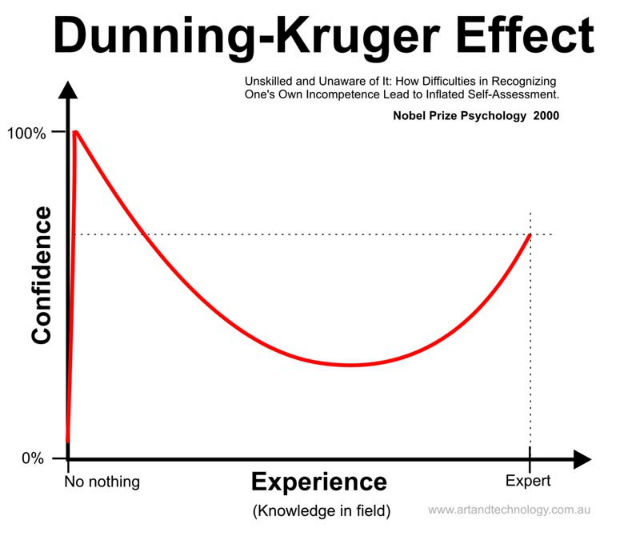 Dunning-Kruger Effect
Unskilled and Unaware of It: How Difficulties in Recognizing
One's Own Incompetence Lead to Inflated Self-Assessment.
Nobel Prize Psychology 2000
100%
Confidence
0%
No nothing
Experience
Expert
(Knowledge in field)
www.artandtechnology.com.au